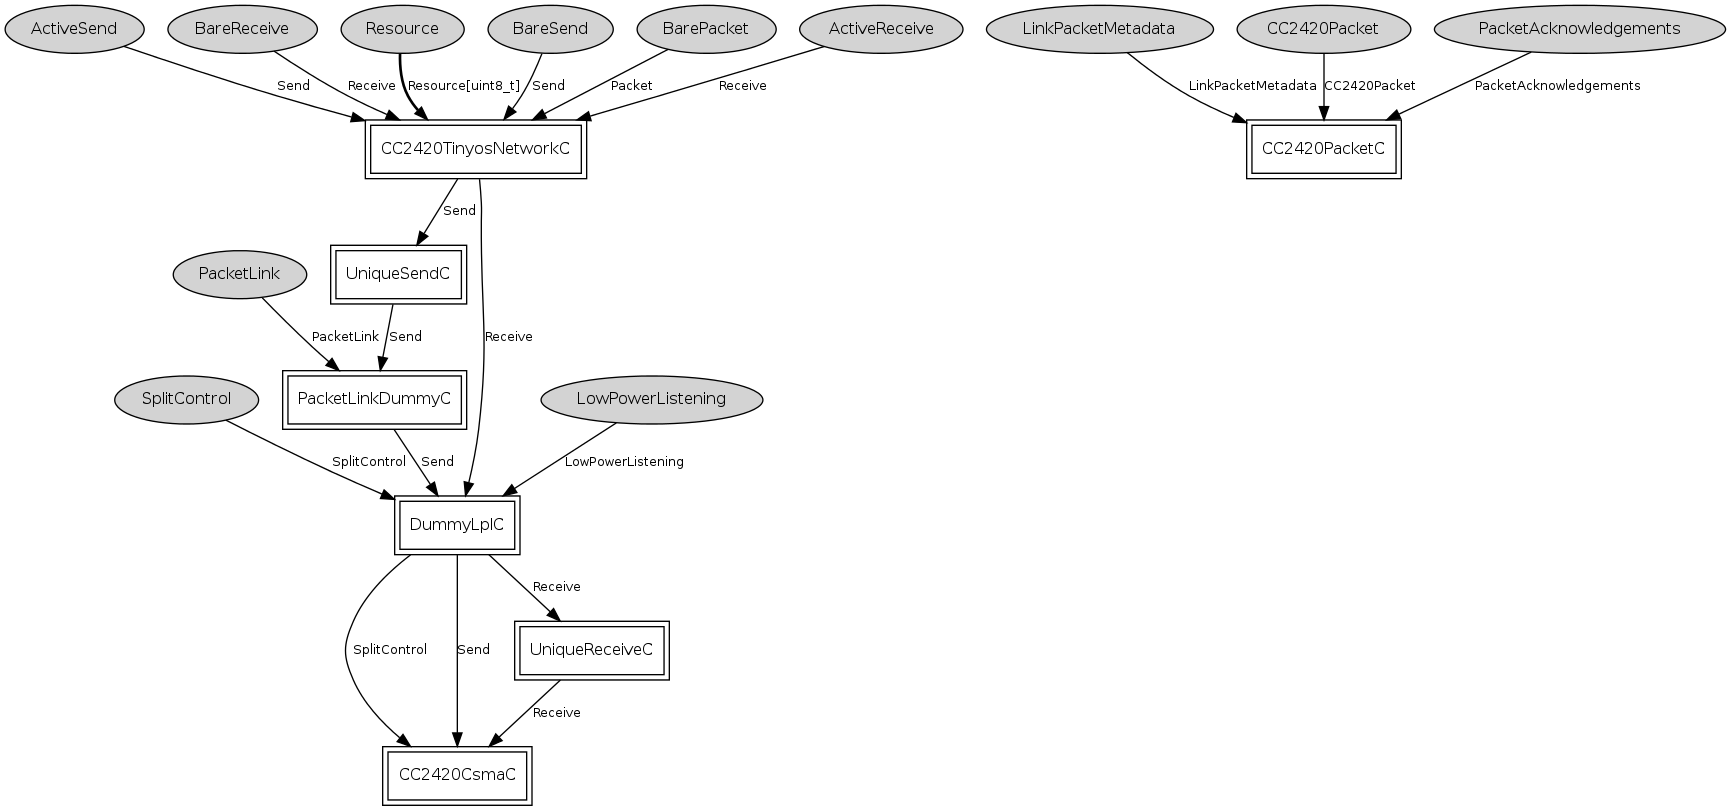 ActiveSend
BareReceive
Resource
BareSend
BarePacket
ActiveReceive
LinkPacketMetadata
CC2420Packet
PacketAcknowledgements
Send
Receive
Resource[uint8_t]
Send
Packet
Receive
LinkPacketMetadata
CC2420Packet
PacketAcknowledgements
CC2420TinyosNetworkC
CC2420PacketC
Send
PacketLink
UniqueSendC
PacketLink
Send
Receive
SplitControl
PacketLinkDummyC
LowPowerListening
SplitControl
Send
LowPowerListening
DummyLplC
Receive
SplitControl
Send
UniqueReceiveC
Receive
CC2420CsmaC